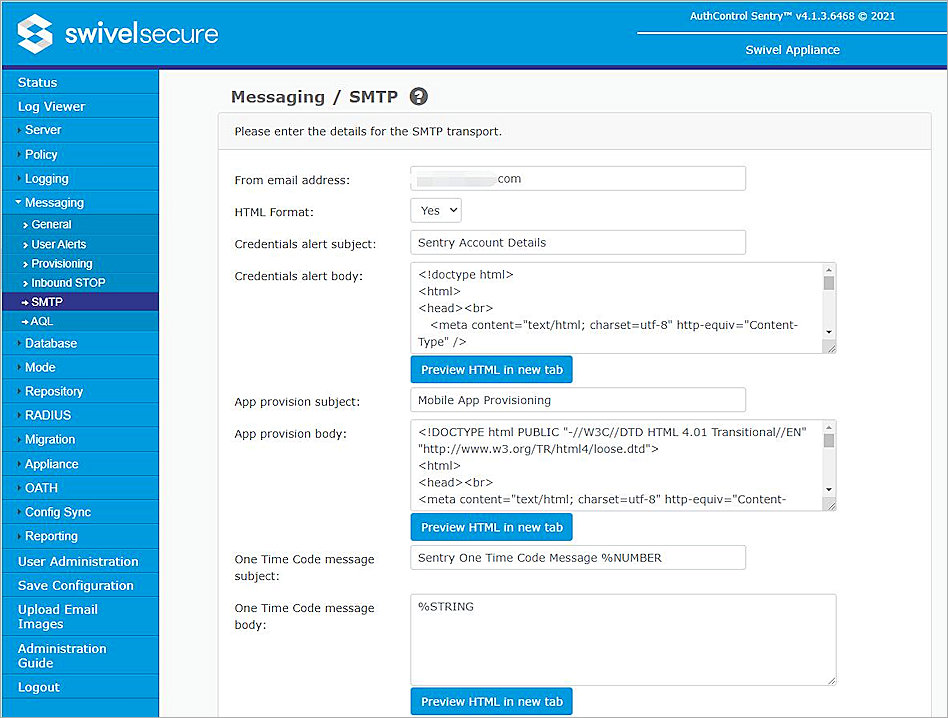 swivelsecure
AuthControl Sentry™ v4.1.3.6468 © 2021
Swivel Appliance
Status
Log Viewer
Server
Policy
Logging
Messaging
General
User Alerts
Provisioning
Inbound STOP
SMTP
AQL
Database
Mode
Repository
RADIUS
Migration
Appliance
OATH
Config Sync
Reporting
User Administration
Save Configuration
Upload Email
Images
Administration
Guide
Logout
Messaging / SMTP ?
Please enter the details for the SMTP transport.
From email address:
com
HTML Format:
Yes
Credentials alert subject:
Sentry Account Details
Credentials alert body:
<!doctype html>
<html>
<head><br>
<meta content="text/html; charset=utf-8" http-equiv="Content-
Type" />
Preview HTML in new tab
App provision subject:
Mobile App Provisioning
App provision body:
<!DOCTYPE html PUBLIC "-//W3C//DTD HTML 4.01 Transitional//EN"
"http://www.w3.org/TR/html4/loose.dtd">
<html>
<head><br>
<meta content="text/html; charset=utf-8" http-equiv="Content-
Preview HTML in new tab
One Time Code message
subject:
Sentry One Time Code Message %NUMBER
One Time Code message
body:
%STRING
Preview HTML in new tab